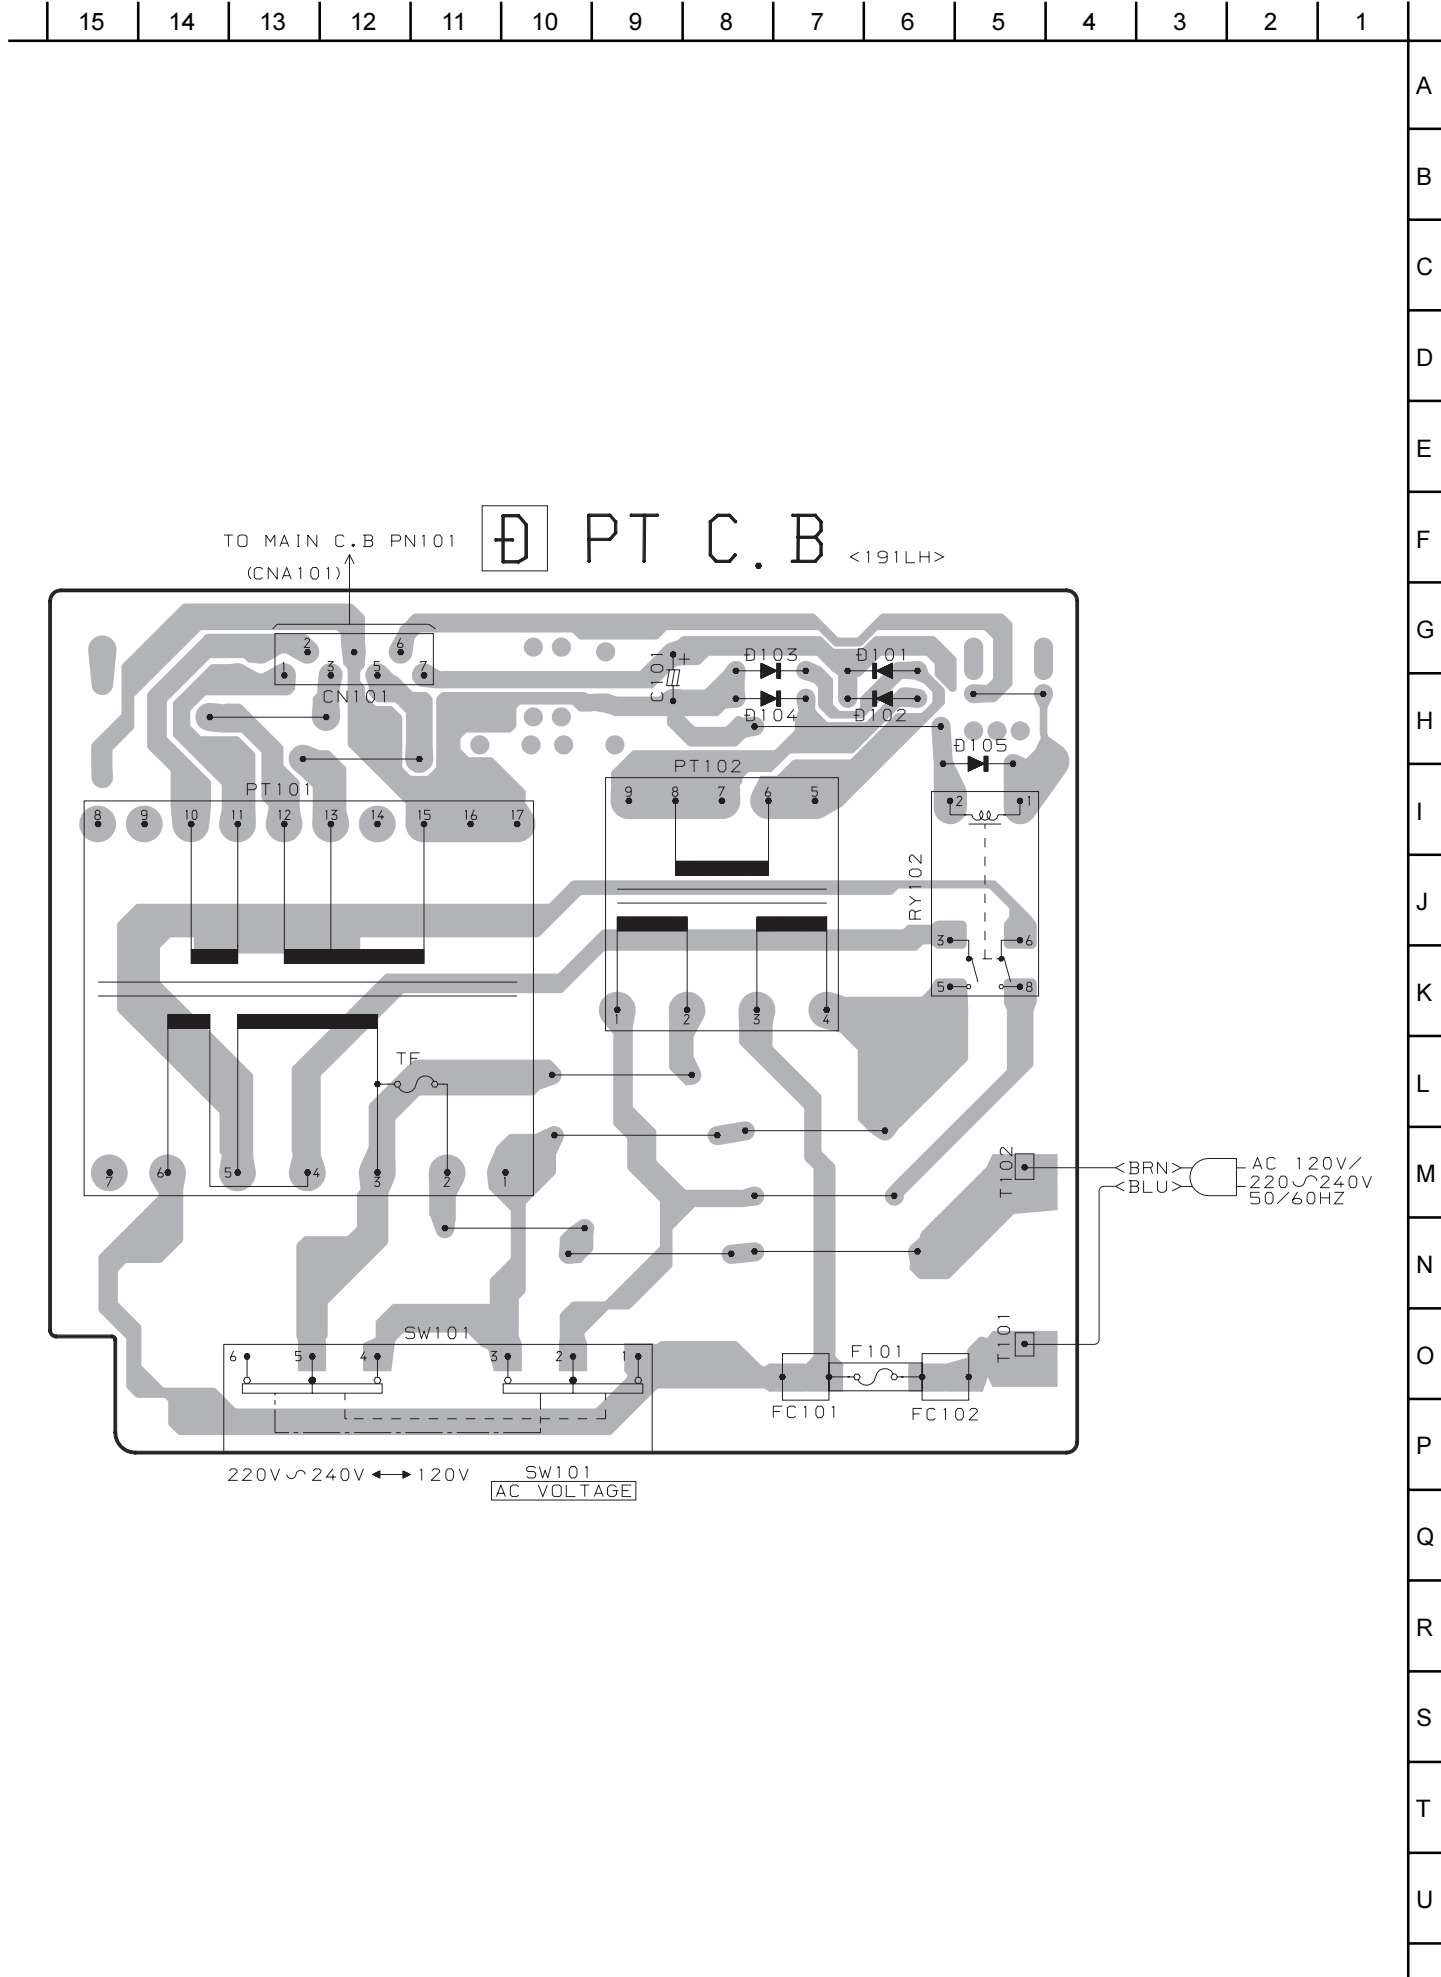 15 14 13 12 11 10 9 8 7 6 5 4 3 2 1
A
B
C
D
E
F
G
H
I
J
K
L
M
N
O
P
Q
R
S
T
U
D PT C.B <191LH>
TO MAIN C.B PN101
(CNA101)
2 6
1 3 5 7
CN101
C101 +
D103 D101
D104 D102
D105
PT101
8 9 10 11 12 13 14 15 16 17
PT102
9 8 7 6 5
2 1
RY102
3 6
5 8
1 2 3 4
TF
7 6 5 4 3 2 1
T102
<BRN>
<BLU>
AC 120V/
220∽240V
50/60HZ
T101
SW101
6 5 4 3 2 1
F101
FC101 FC102
220V∽240V ◄─► 120V
SW101
AC VOLTAGE